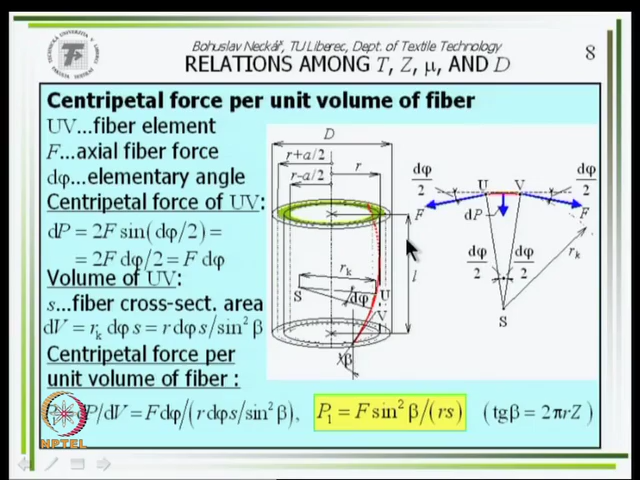 Bohuslav Neckář, TU Liberec, Dept. of Textile Technology
RELATIONS AMONG T, Z, μ, AND D
8
Centripetal force per unit volume of fiber
UV...fiber element
F...axial fiber force
dφ...elementary angle
Centripetal force of UV:
dP = 2F sin(dφ/2) =
= 2F dφ/2 = F dφ
Volume of UV:
s...fiber cross-sect. area
dV = rₖ dφ s = r dφ s/sin² β
Centripetal force per
unit volume of fiber :
dP/dV = F dφ/(r dφ s/sin² β),
P₁ = F sin² β/(rs)
(tgβ = 2πrZ)
D
r+a/2
r
r-a/2
rₖ
S
dφ
U
V
l
β
dφ/2
U
V
dφ/2
F
dP
F
dφ/2
dφ/2
rₖ
S
NPTEL